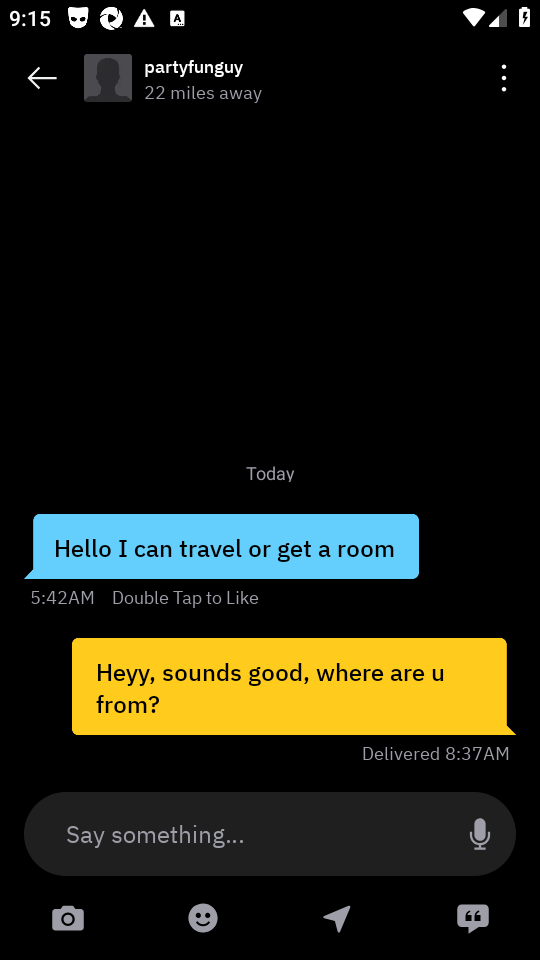 9:15
partyfunguy
22 miles away
Today
Hello I can travel or get a room
5:42AM Double Tap to Like
Heyy, sounds good, where are u
from?
Delivered 8:37AM
Say something...